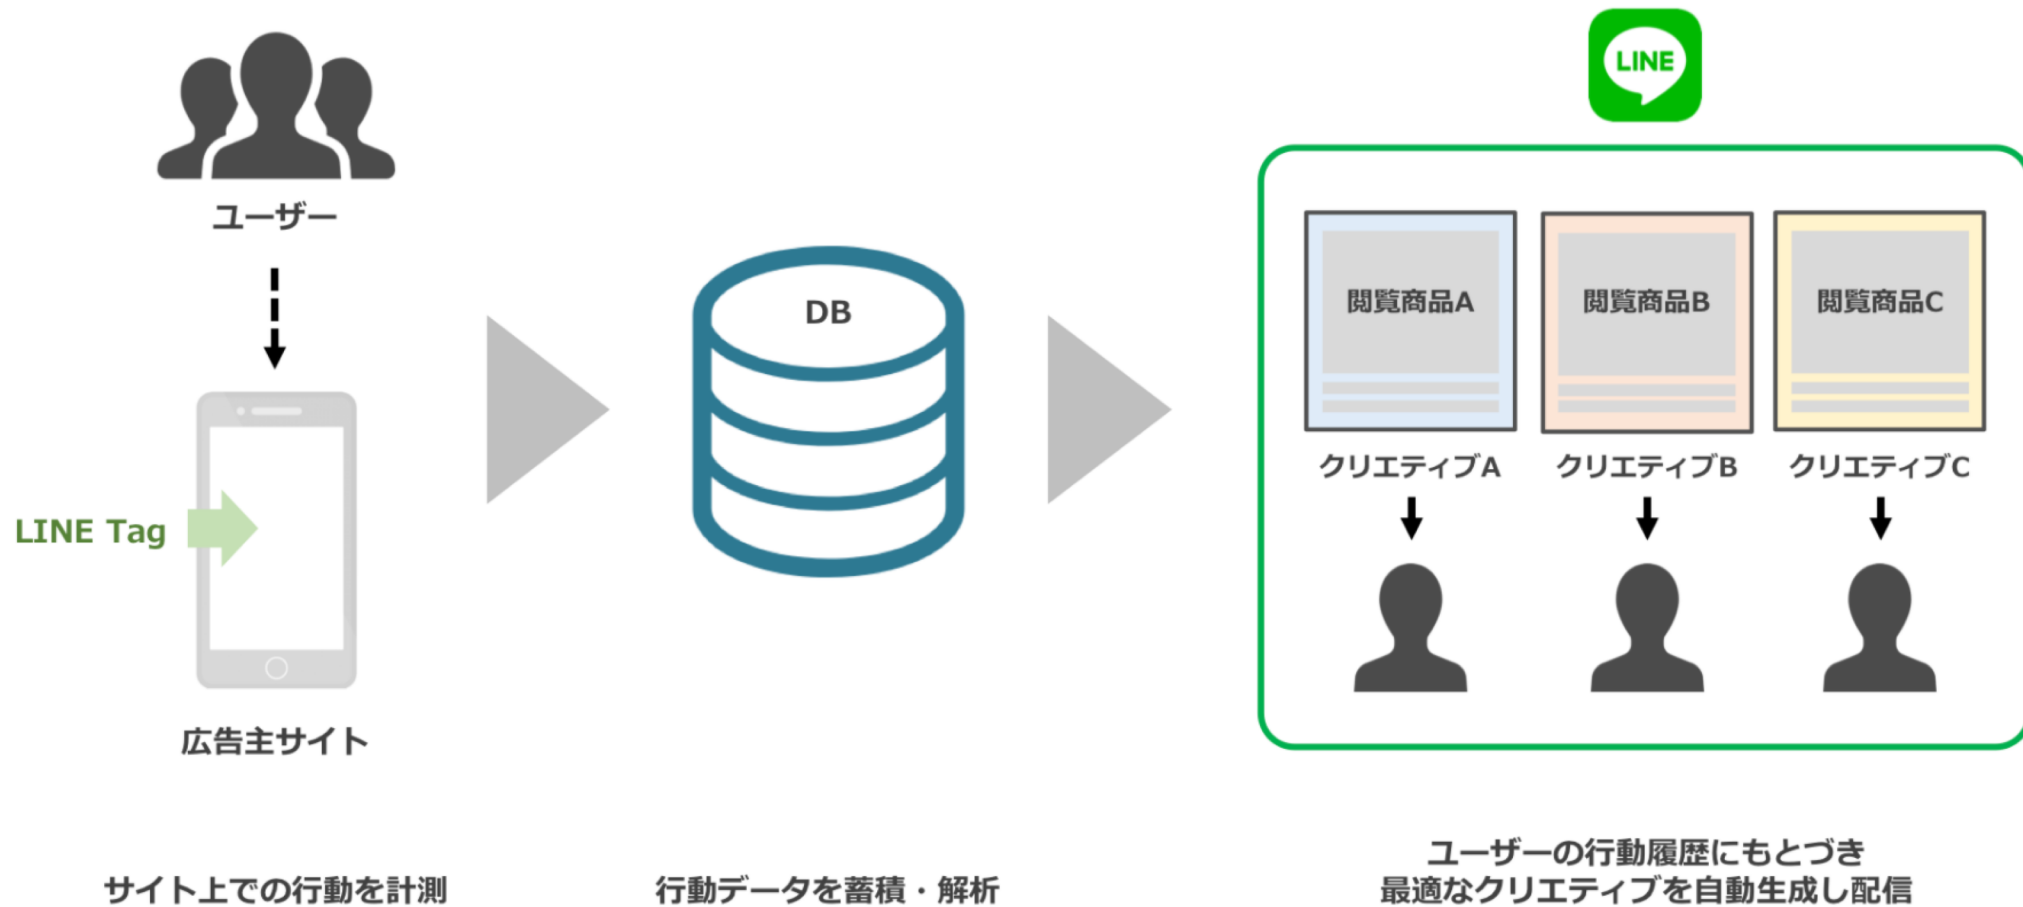 ユーザー
LINE Tag
広告主サイト
サイト上での行動を計測
DB
行動データを蓄積・解析
LINE
閲覧商品A
閲覧商品B
閲覧商品C
クリエティブA
クリエティブB
クリエティブC
ユーザーの行動履歴にもとづき
最適なクリエティブを自動生成し配信